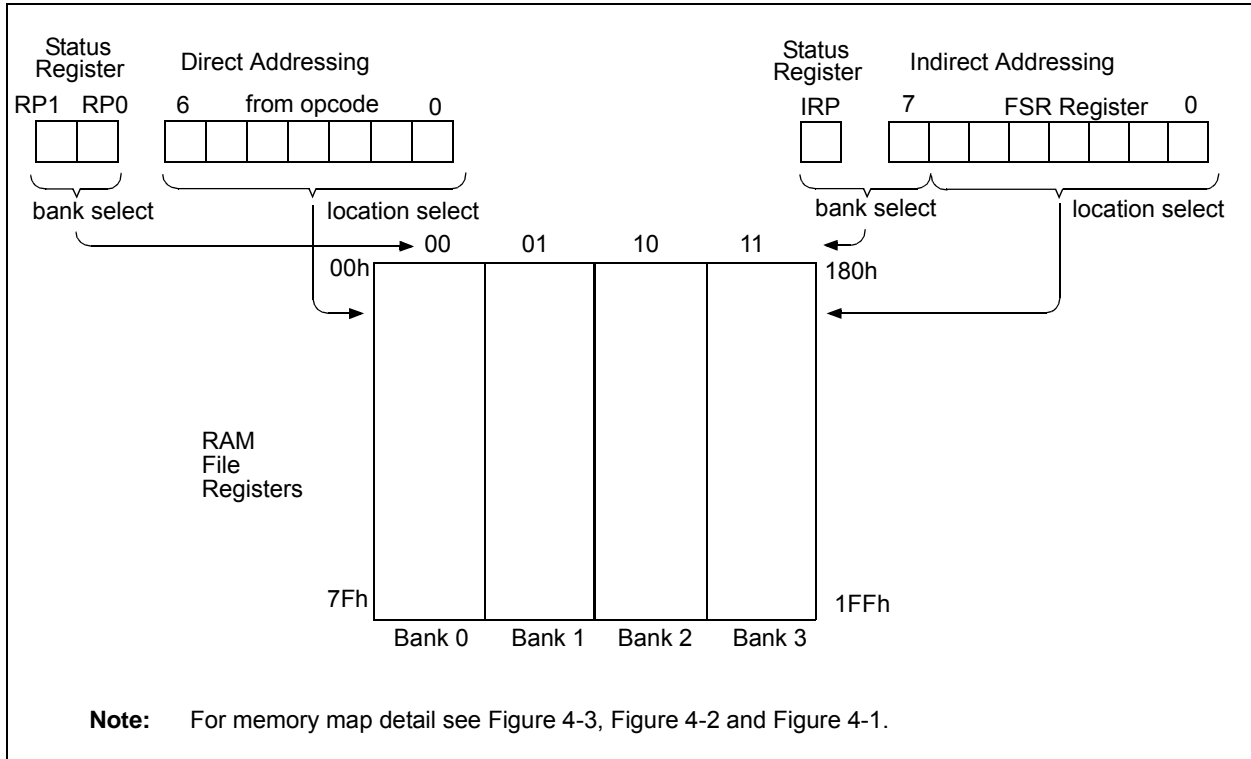 Status
Register
Direct Addressing
RP1 RP0
6 from opcode 0
bank select
location select
Status
Register
Indirect Addressing
IRP
7 FSR Register 0
bank select
location select
00 01 10 11
00h
180h
RAM
File
Registers
7Fh
1FFh
Bank 0 Bank 1 Bank 2 Bank 3
Note: For memory map detail see Figure 4-3, Figure 4-2 and Figure 4-1.